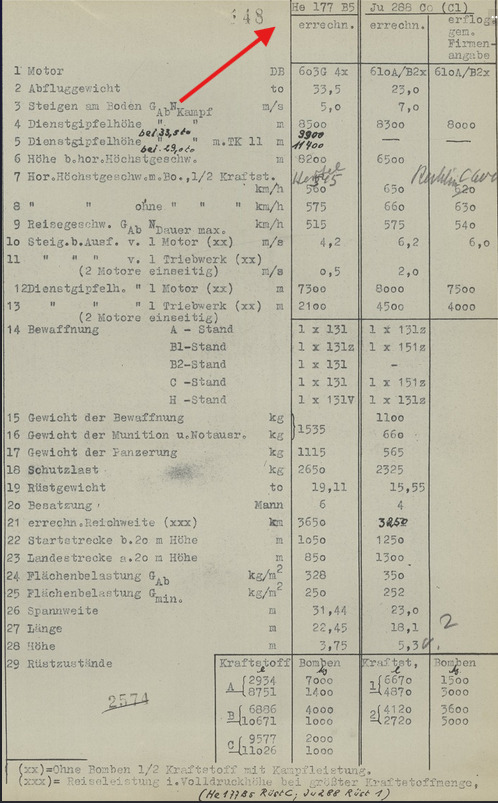 348
He 177 B5 Ju 288 Co (C1)
errechn. errechn. erflog.
gem.
Firmen-
angabe
1 Motor DB 603G 4x 610A/B2x 610A/B2x
2 Abfluggewicht to 33,5 23,0
3 Steigen am Boden G Ab N Kampf m/s 5,0 7,0
4 Dienstgipfelhöhe " " m 8500 8300 8000
bei 33,5to 9900
5 Dienstgipfelhöhe " " m.TK 11 m 11400 — —
bei 29,0to
6 Höhe b.hor.Höchstgeschw. m 8200 6500
7 Hor.Höchstgeschw.m.Bo.,1/2 Kraftst.
km/h 650 620
8 " " ohne " " " km/h 575 660 630
9 Reisegeschw. G Ab N Dauer max. km/h 515 575 540
10 Steig.b.Ausf. v. 1 Motor (xx) m/s 4,2 6,2 6,0
11 " " " v. 1 Triebwerk (xx)
(2 Motore einseitig) m/s 0,5 2,0
12 Dienstgipfelh. " 1 Motor (xx) m 7300 8000 7500
13 " " 1 Triebwerk (xx) m 2100 4500 4000
(2 Motore einseitig)
14 Bewaffnung A - Stand 1 x 131 1 x 131z
B1-Stand 1 x 131z 1 x 151z
B2-Stand 1 x 131 -
C -Stand 1 x 131 1 x 151z
H -Stand 1 x 131V 1 x 131z
15 Gewicht der Bewaffnung kg 1100
16 Gewicht der Munition u.Notausr. kg 1535 660
17 Gewicht der Panzerung kg 1115 565
18 Schutzlast kg 2650 2325
19 Rüstgewicht to 19,11 15,55
20 Besatzung Mann 6 4
21 errechn.Reichweite (xxx) km 3650 3250
22 Startstrecke b.20 m Höhe m 1050 1250
23 Landestrecke a.20 m Höhe m 850 1300
24 Flächenbelastung G Ab kg/m2 328 350
25 Flächenbelastung G min. kg/m2 250 252
26 Spannweite m 31,44 23,0
27 Länge m 22,45 18,1 2
28 Höhe m 3,75 5,3
29 Rüstzustände Kraftstoff Bomben Kraftst, Bomben
l kg l kg
A 2934 7000 1 6670 1500
8751 1400 4870 3000
2574
B 6886 4000 2 4120 3600
10671 1000 2720 5000
C 9577 2000
11026 1000
(xx)=Ohne Bomben 1/2 Kraftstoff mit Kampfleistung.
(xxx)= Reiseleistung i.Volldruckhöhe bei größter Kraftstoffmenge,
(He 177B5 Rüst C; Ju 288 Rüst 1)